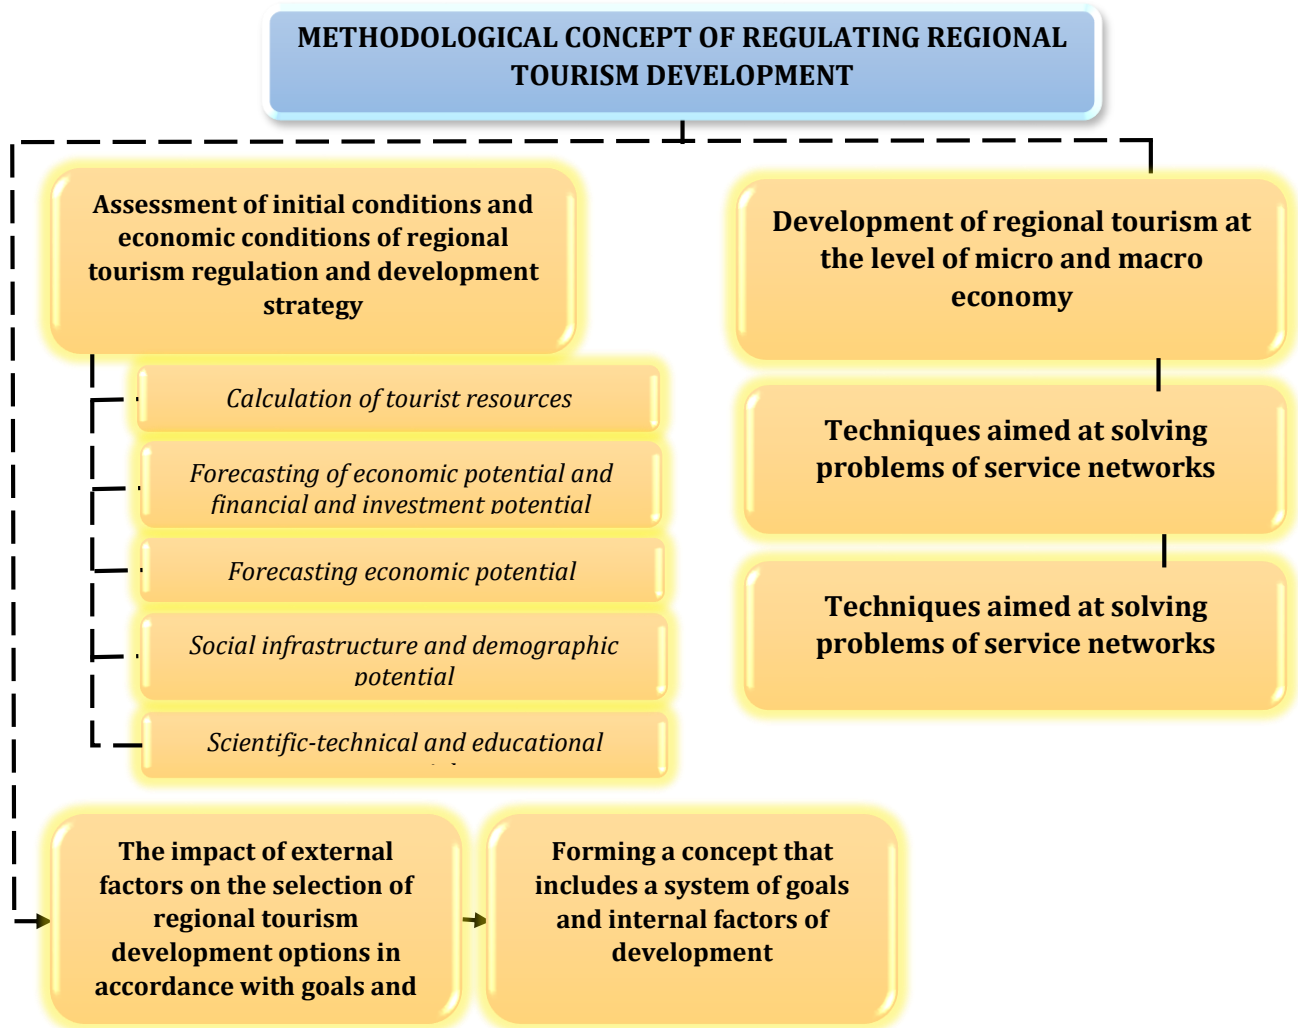 METHODOLOGICAL CONCEPT OF REGULATING REGIONAL
TOURISM DEVELOPMENT
Assessment of initial conditions and
economic conditions of regional
tourism regulation and development
strategy
Calculation of tourist resources
Forecasting of economic potential and
financial and investment potential
Forecasting economic potential
Social infrastructure and demographic
potential
Scientific-technical and educational
Development of regional tourism at
the level of micro and macro
economy
Techniques aimed at solving
problems of service networks
Techniques aimed at solving
problems of service networks
The impact of external
factors on the selection of
regional tourism
development options in
accordance with goals and
Forming a concept that
includes a system of goals
and internal factors of
development